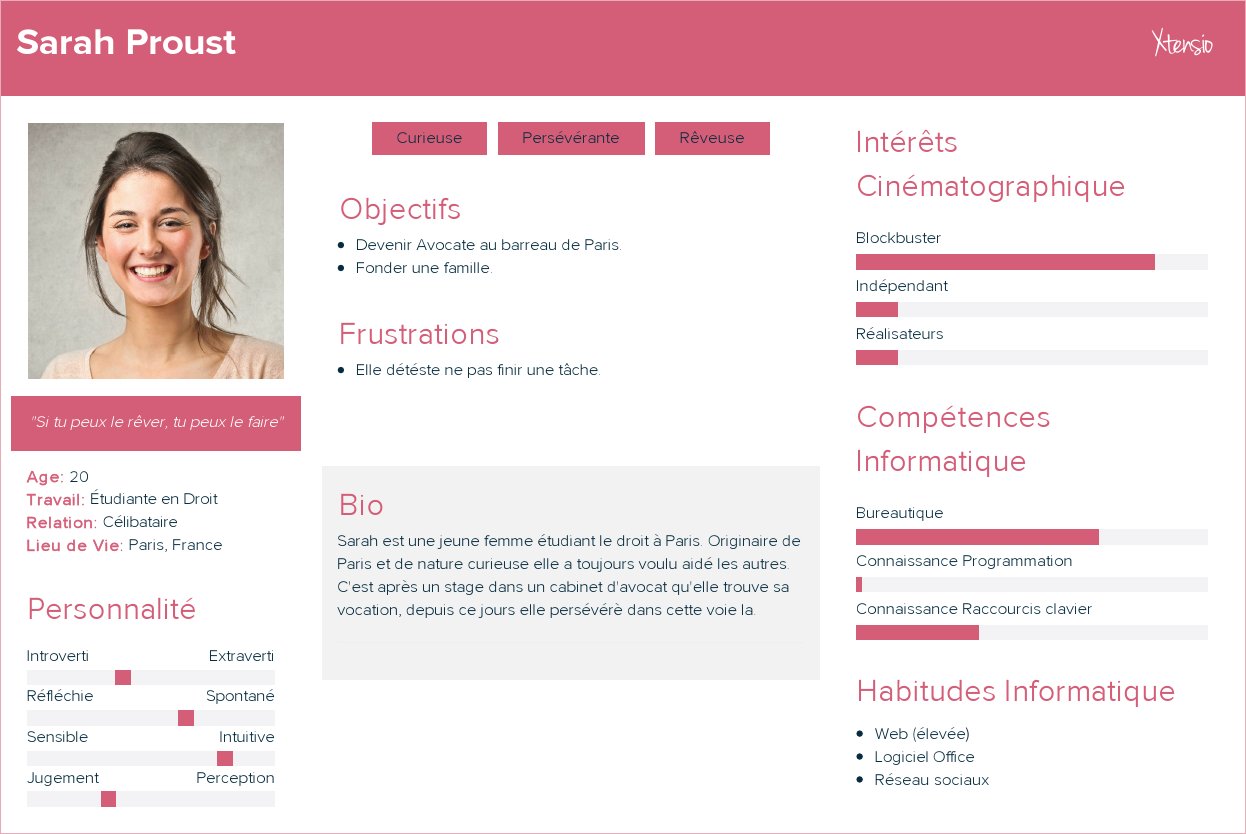 Sarah Proust
Xtensio
"Si tu peux le rêver, tu peux le faire"
Age: 20
Travail: Étudiante en Droit
Relation: Célibataire
Lieu de Vie: Paris, France
Personnalité
Introverti Extraverti
Réfléchie Spontané
Sensible Intuitive
Jugement Perception
Curieuse Persévérante Rêveuse
Objectifs
Devenir Avocate au barreau de Paris.
Fonder une famille.
Frustrations
Elle détéste ne pas finir une tâche.
Bio
Sarah est une jeune femme étudiant le droit à Paris. Originaire de
Paris et de nature curieuse elle a toujours voulu aidé les autres.
C'est après un stage dans un cabinet d'avocat qu'elle trouve sa
vocation, depuis ce jours elle persévérè dans cette voie la.
Intérêts
Cinématographique
Blockbuster
Indépendant
Réalisateurs
Compétences
Informatique
Bureautique
Connaissance Programmation
Connaissance Raccourcis clavier
Habitudes Informatique
Web (élevée)
Logiciel Office
Réseau sociaux